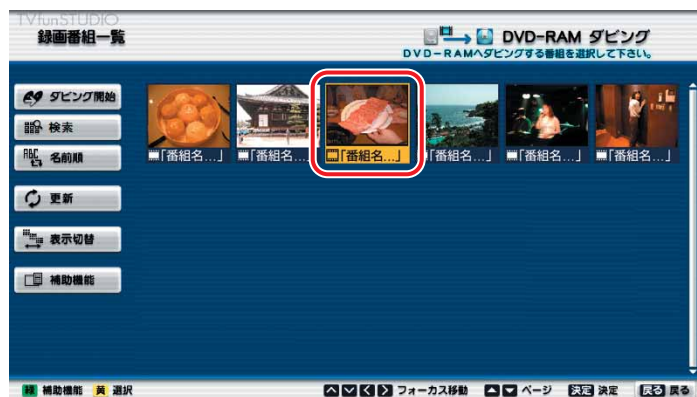 TVfunSTUDIO
録画番組一覧
DVD-RAM ダビング
DVD-RAMへダビングする番組を選択して下さい。
ダビング開始
検索
ABC 名前順
更新
表示切替
補助機能
「番組名...」 「番組名...」 「番組名...」 「番組名...」 「番組名...」 「番組名...」
緑 補助機能 黄 選択 フォーカス移動 ページ 決定 決定 戻る 戻る